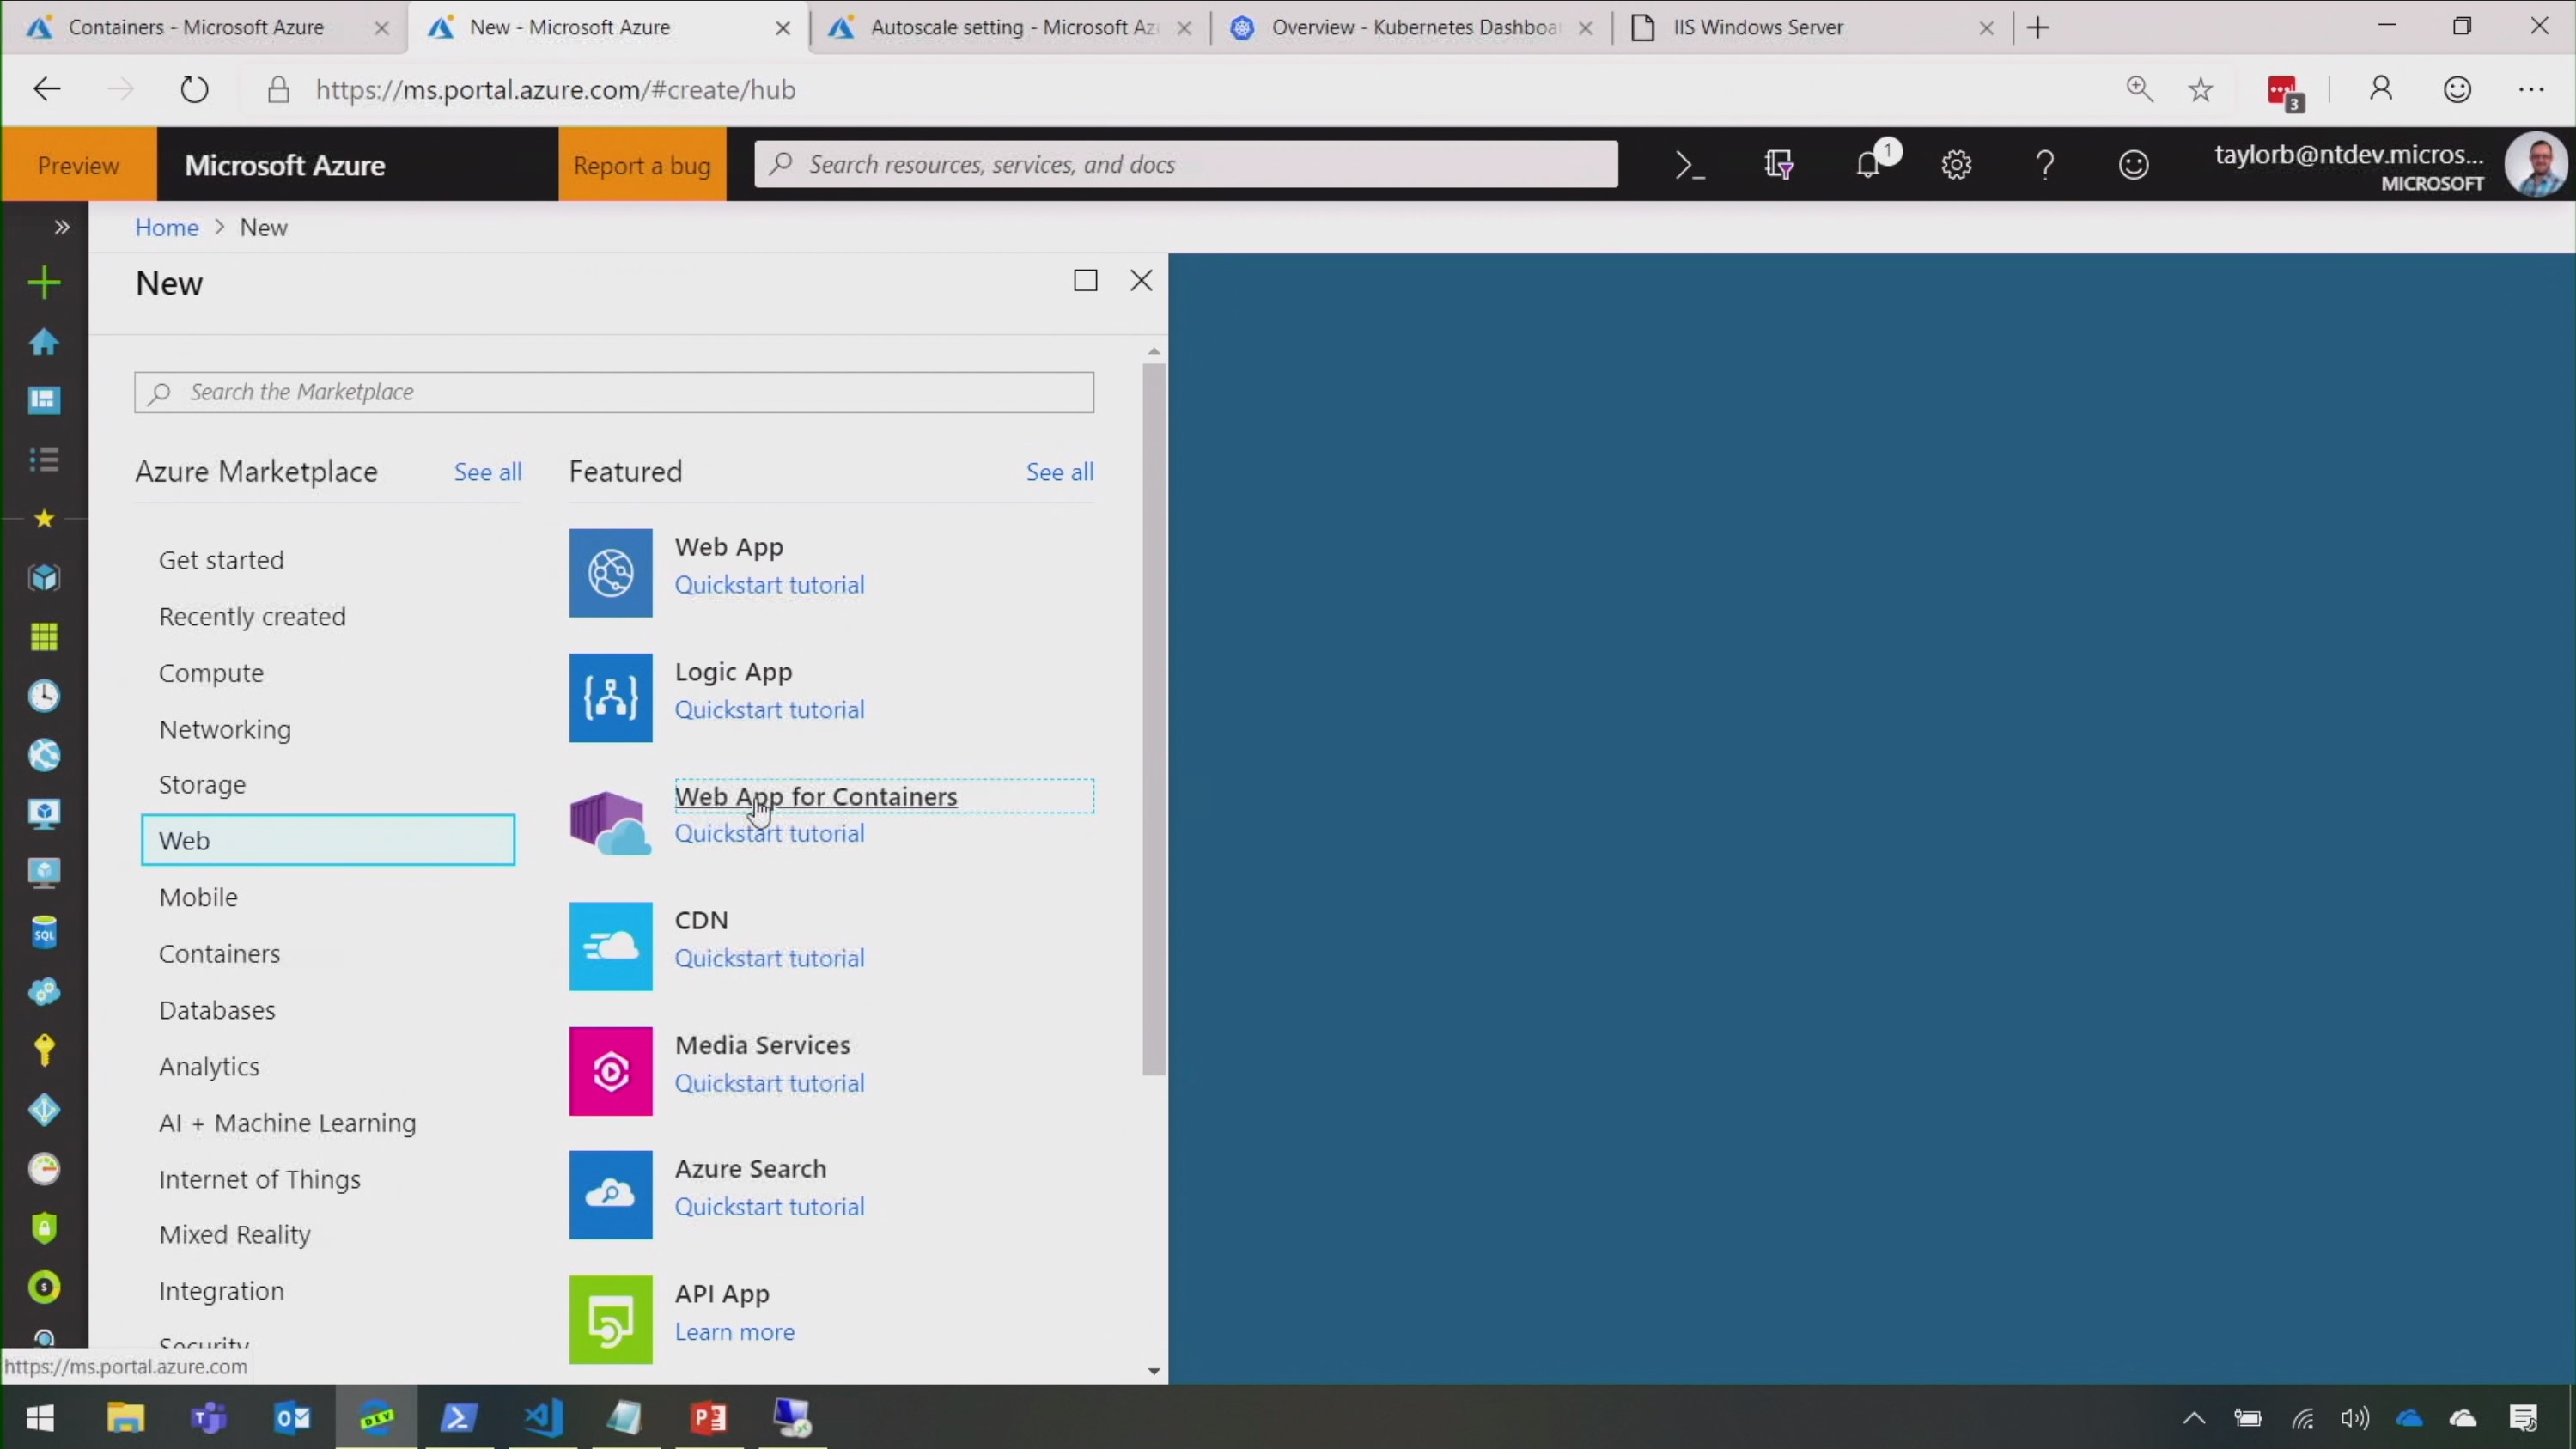 Containers - Microsoft Azure
New - Microsoft Azure
Autoscale setting - Microsoft Az
Overview - Kubernetes Dashboa
IIS Windows Server
https://ms.portal.azure.com/#create/hub
3
Preview
Microsoft Azure
Report a bug
Search resources, services, and docs
1
taylorb@ntdev.micros...
MICROSOFT
Home > New
New
Search the Marketplace
Azure Marketplace
See all
Featured
See all
Get started
Recently created
Compute
Networking
Storage
Web
Mobile
Containers
Databases
Analytics
AI + Machine Learning
Internet of Things
Mixed Reality
Integration
Security
Web App
Quickstart tutorial
Logic App
Quickstart tutorial
Web App for Containers
Quickstart tutorial
CDN
Quickstart tutorial
Media Services
Quickstart tutorial
Azure Search
Quickstart tutorial
API App
Learn more
SQL
https://ms.portal.azure.com
DEV